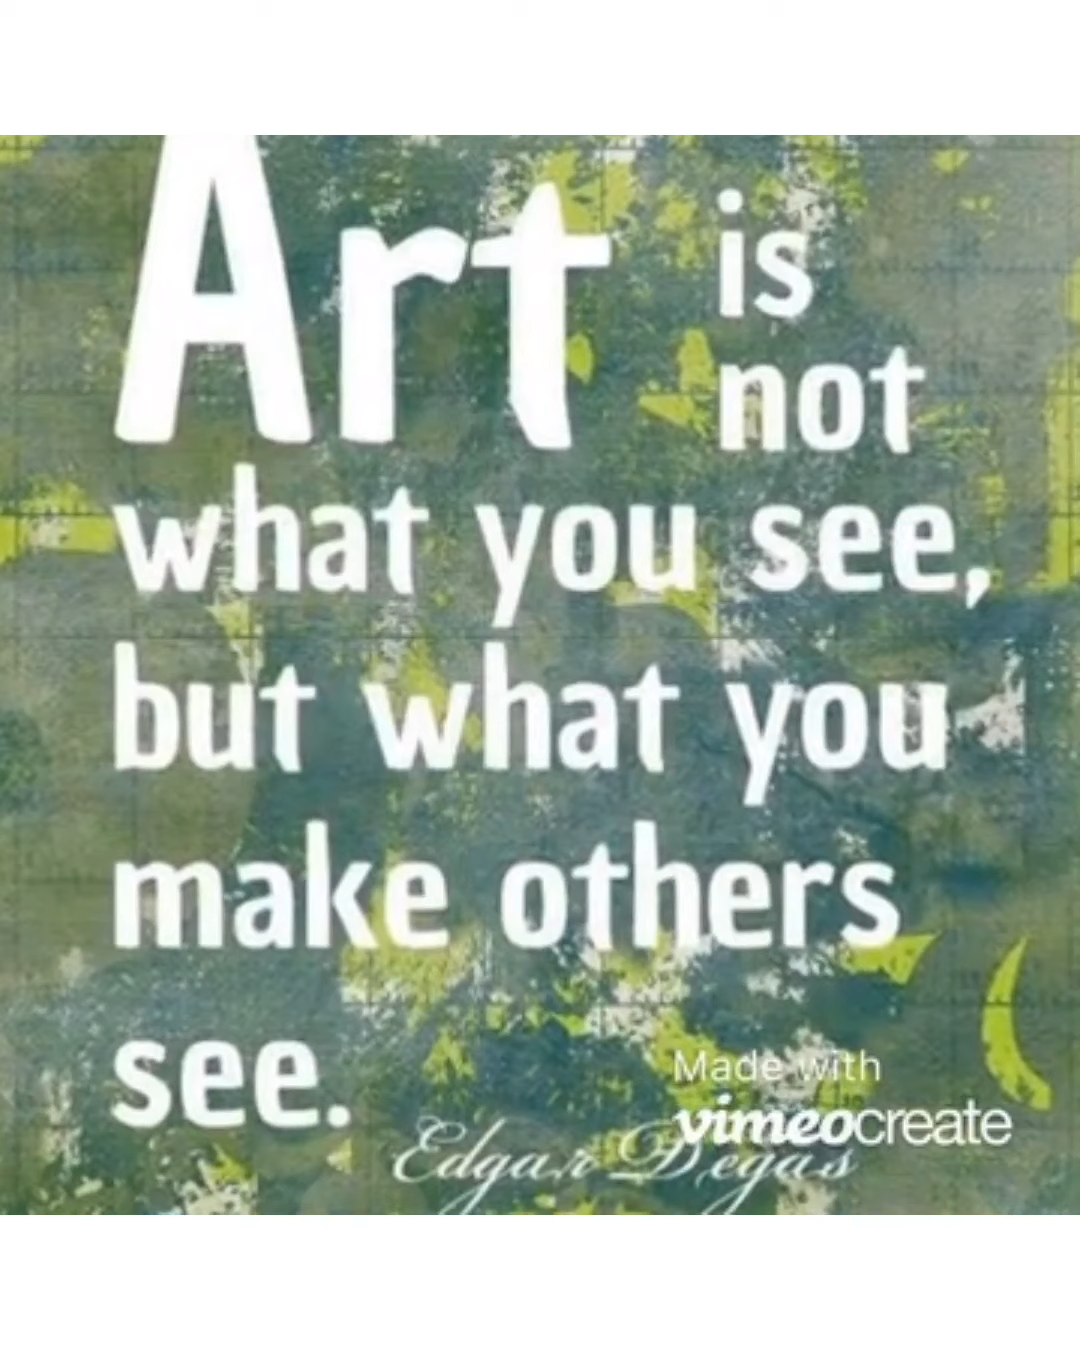 Art is
not
what you see,
but what you
make others
see.
Made with
vimeocreate
Edgar Degas